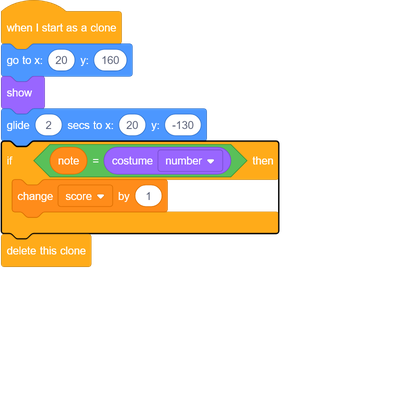 when I start as a clone
go to x: 20 y: 160
show
glide 2 secs to x: 20 y: -130
if note = costume number then
change score by 1
delete this clone